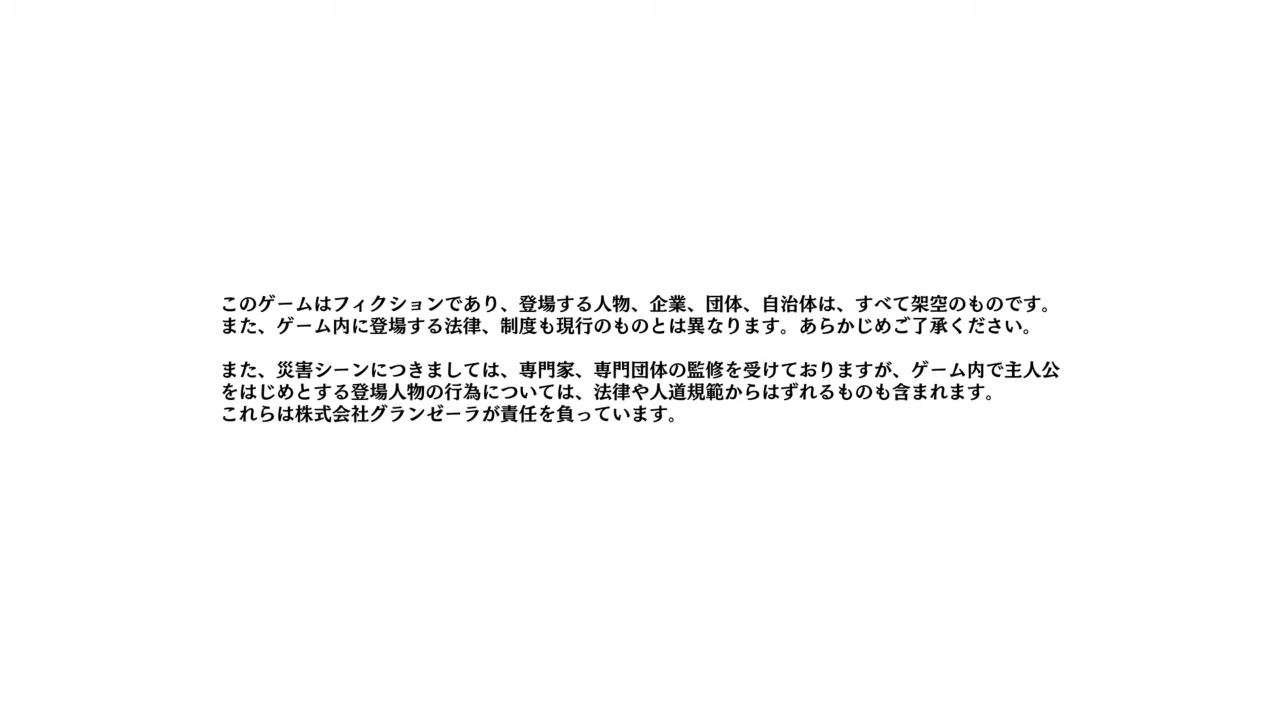 このゲームはフィクションであり、登場する人物、企業、団体、自治体は、すべて架空のものです。
また、ゲーム内に登場する法律、制度も現行のものとは異なります。あらかじめご了承ください。
また、災害シーンにつきましては、専門家、専門団体の監修を受けておりますが、ゲーム内で主人公
をはじめとする登場人物の行為については、法律や人道規範からはずれるものも含まれます。
これらは株式会社グランゼーラが責任を負っています。